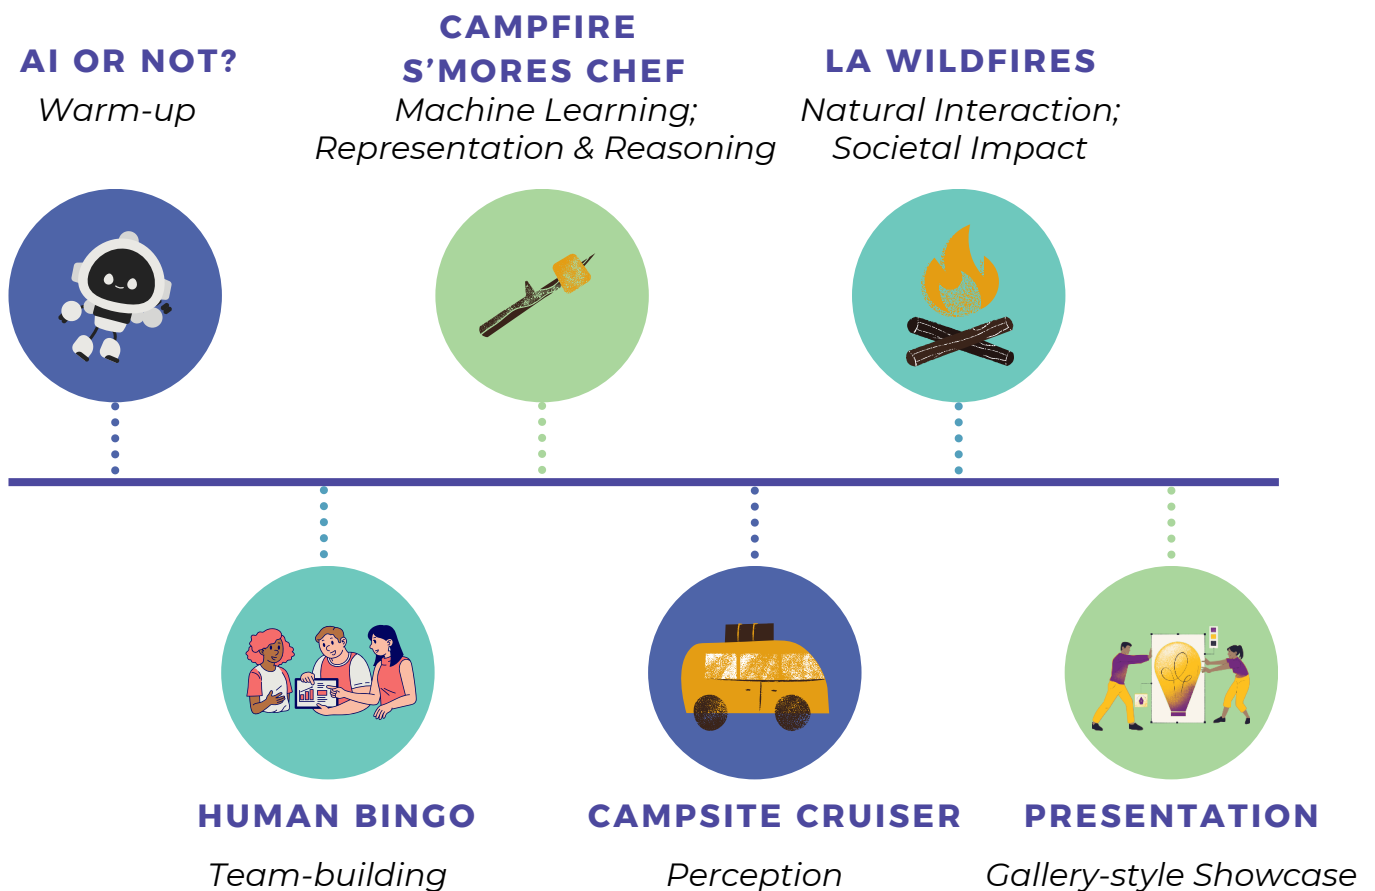 AI OR NOT?
Warm-up
CAMPFIRE
S’MORES CHEF
Machine Learning;
Representation & Reasoning
LA WILDFIRES
Natural Interaction;
Societal Impact
HUMAN BINGO
Team-building
CAMPSITE CRUISER
Perception
PRESENTATION
Gallery-style Showcase